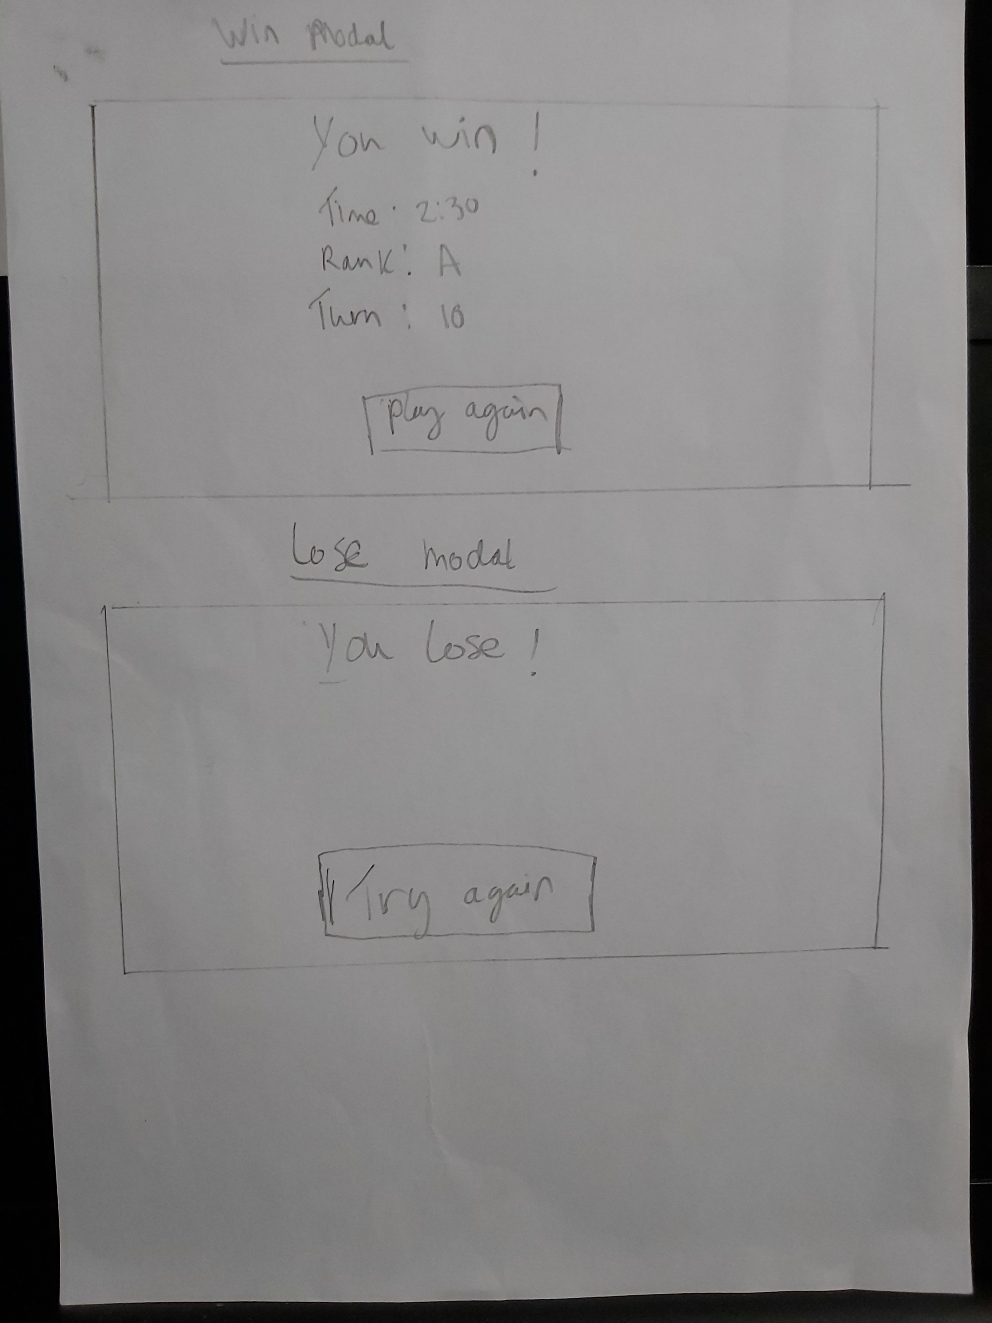 Win Modal
You win !
Time: 2:30
Rank: A
Turn : 10
play again
Lose modal
You lose !
Try again